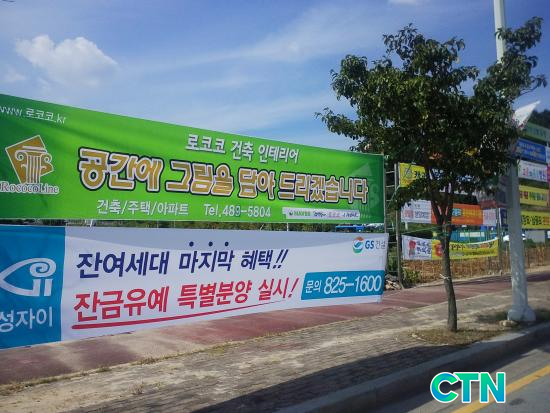 www.로코코.kr
로코코 건축 인테리어
RococoLine
공간에 그림을 담아 드리겠습니다
건축/주택/아파트 Tel.489-5804
NAVER
성자이
잔여세대 마지막 혜택!!
GS건설
잔금유예 특별분양 실시!
문의 825-1600
CTN